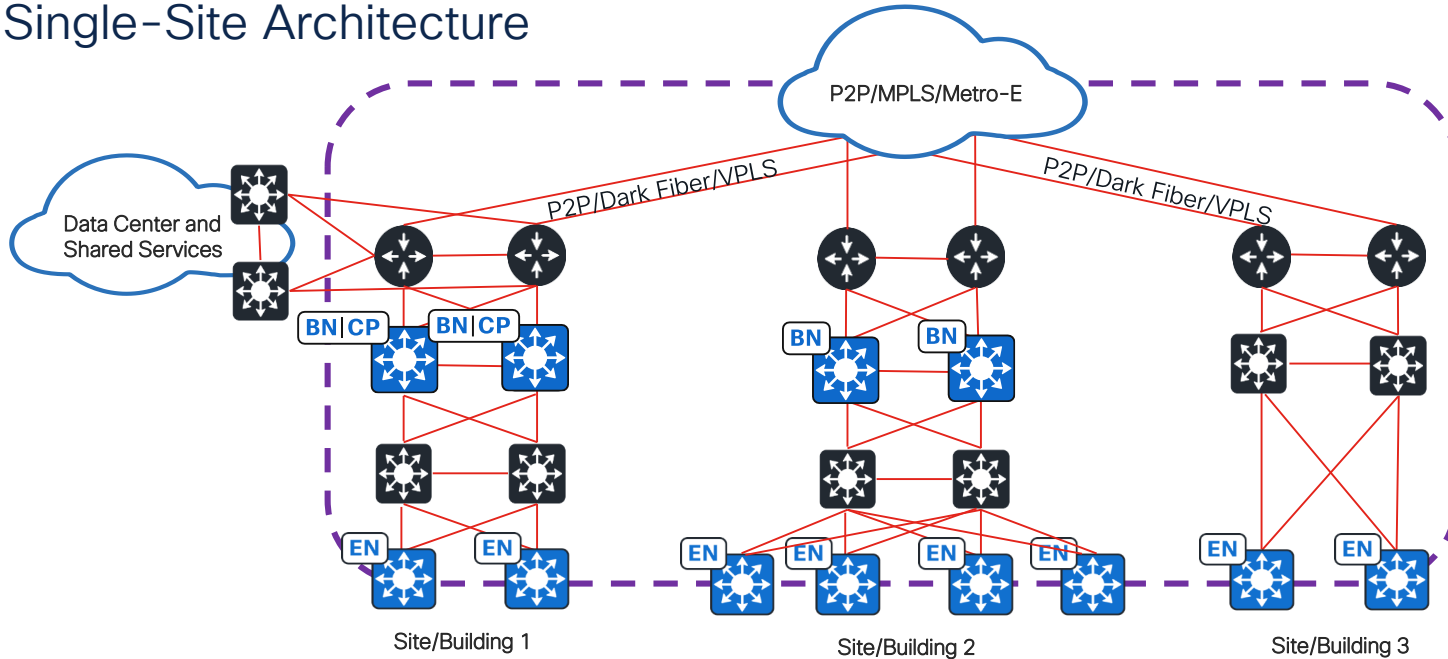 Single-Site Architecture
P2P/MPLS/Metro-E
P2P/Dark Fiber/VPLS
P2P/Dark Fiber/VPLS
Data Center and
Shared Services
BN|CP
BN|CP
BN
BN
EN
EN
EN
EN
EN
EN
EN
EN
Site/Building 1
Site/Building 2
Site/Building 3